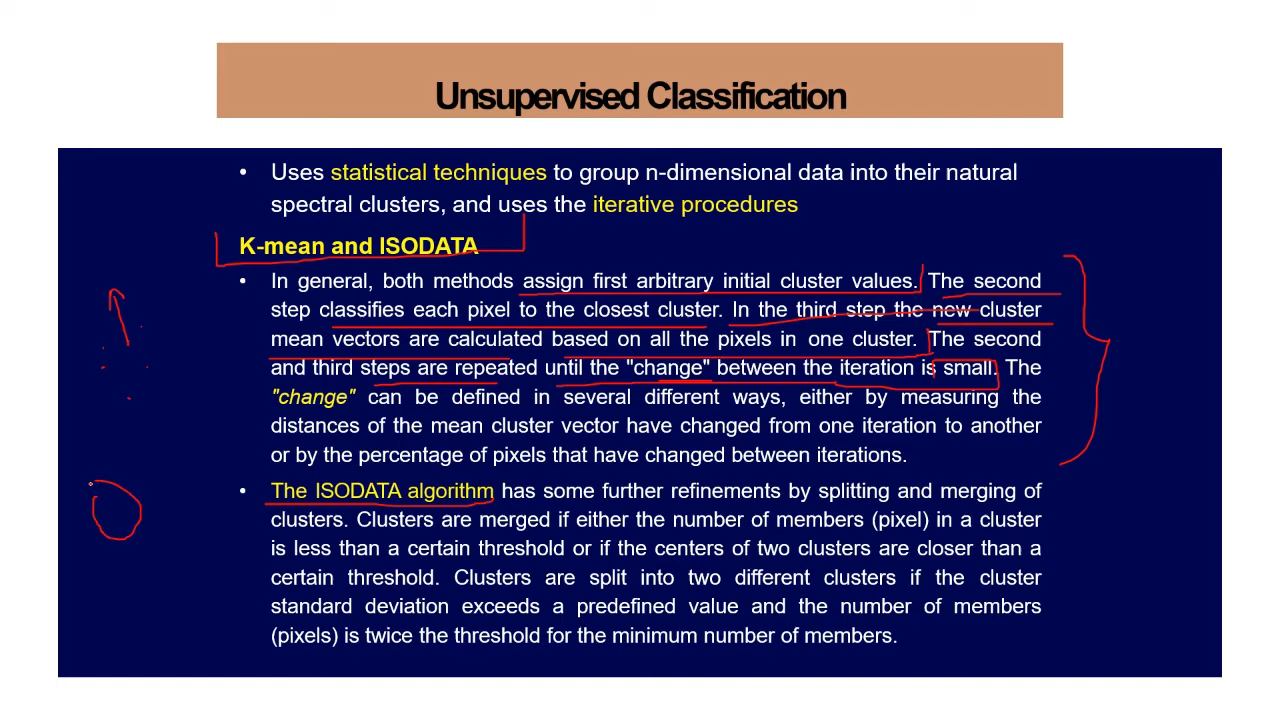 Unsupervised Classification
• Uses statistical techniques to group n-dimensional data into their natural
spectral clusters, and uses the iterative procedures
K-mean and ISODATA
• In general, both methods assign first arbitrary initial cluster values. The second
step classifies each pixel to the closest cluster. In the third step the new cluster
mean vectors are calculated based on all the pixels in one cluster. The second
and third steps are repeated until the "change" between the iteration is small. The
"change" can be defined in several different ways, either by measuring the
distances of the mean cluster vector have changed from one iteration to another
or by the percentage of pixels that have changed between iterations.
• The ISODATA algorithm has some further refinements by splitting and merging of
clusters. Clusters are merged if either the number of members (pixel) in a cluster
is less than a certain threshold or if the centers of two clusters are closer than a
certain threshold. Clusters are split into two different clusters if the cluster
standard deviation exceeds a predefined value and the number of members
(pixels) is twice the threshold for the minimum number of members.